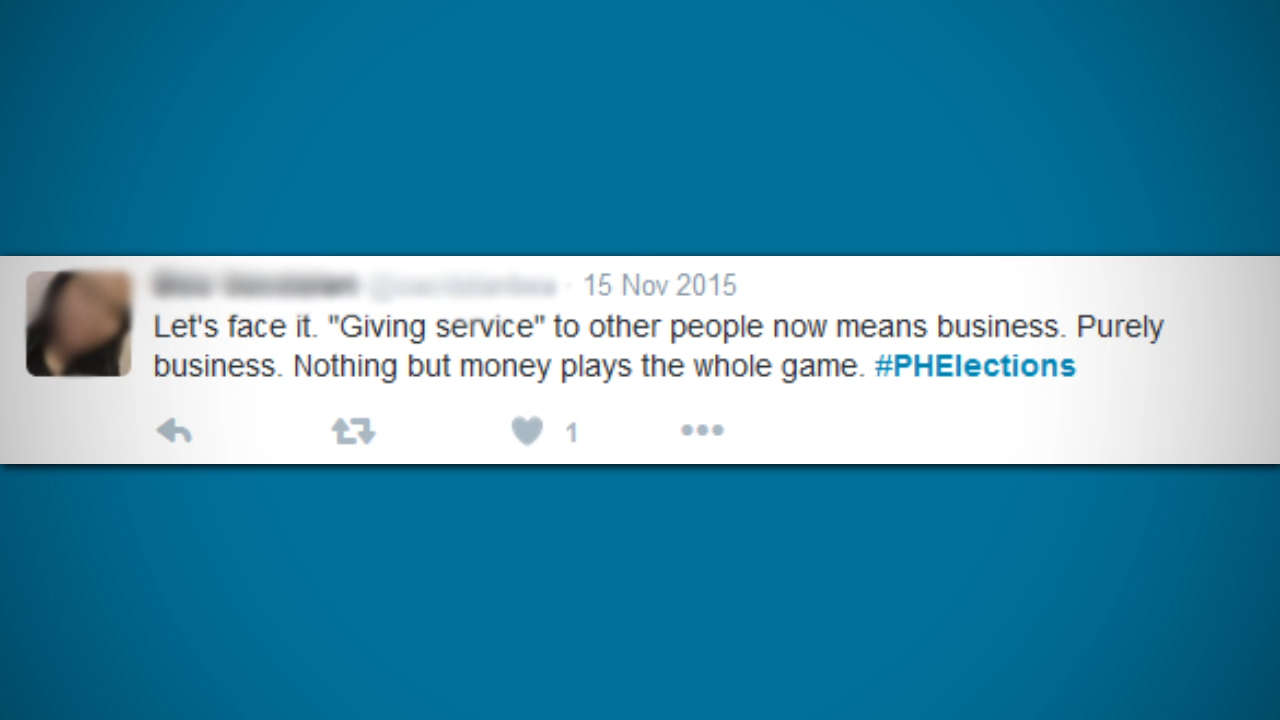 15 Nov 2015
Let's face it. "Giving service" to other people now means business. Purely
business. Nothing but money plays the whole game. #PHElections
1